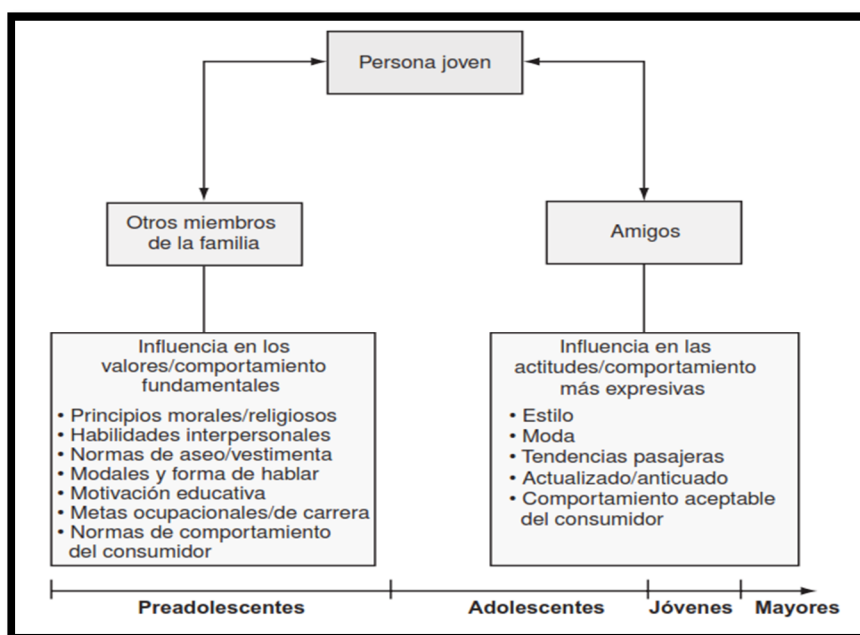 Persona joven
Otros miembros
de la familia
Amigos
Influencia en los
valores/comportamiento
fundamentales
• Principios morales/religiosos
• Habilidades interpersonales
• Normas de aseo/vestimenta
• Modales y forma de hablar
• Motivación educativa
• Metas ocupacionales/de carrera
• Normas de comportamiento
del consumidor
Influencia en las
actitudes/comportamiento
más expresivas
• Estilo
• Moda
• Tendencias pasajeras
• Actualizado/anticuado
• Comportamiento aceptable
del consumidor
Preadolescentes Adolescentes Jóvenes Mayores